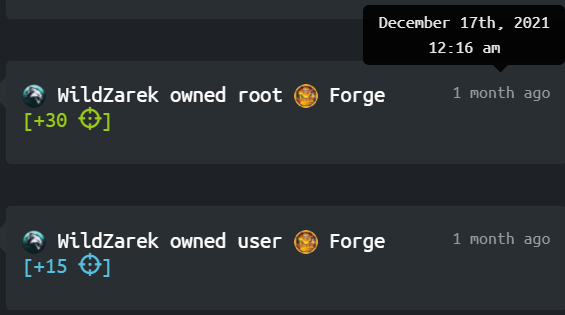 December 17th, 2021
12:16 am
WildZarek owned root Forge
1 month ago
[+30 ]
WildZarek owned user Forge
1 month ago
[+15 ]